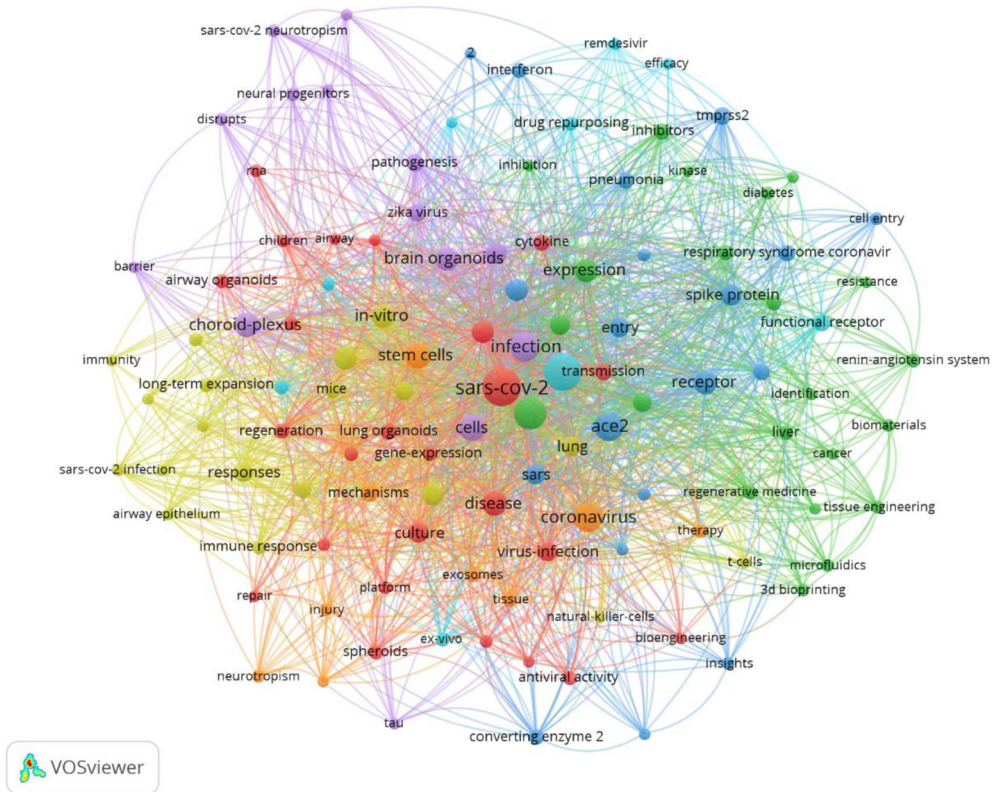 sars-cov-2 neurotropism
2
remdesivir
interferon
efficacy
neural progenitors
disrupts
drug repurposing
tmprss2
inhibitors
pathogenesis
inhibition
rna
kinase
pneumonia
diabetes
zika virus
cell entry
children
airway
cytokine
brain organoids
respiratory syndrome coronavir
barrier
expression
airway organoids
resistance
spike protein
in-vitro
choroid-plexus
entry
functional receptor
infection
stem cells
immunity
renin-angiotensin system
transmission
long-term expansion
mice
sars-cov-2
receptor
identification
regeneration
lung organoids
cells
ace2
liver
biomaterials
gene-expression
lung
cancer
sars-cov-2 infection
responses
sars
mechanisms
regenerative medicine
disease
tissue engineering
airway epithelium
coronavirus
culture
therapy
immune response
virus-infection
t-cells
microfluidics
exosomes
platform
3d bioprinting
repair
tissue
injury
natural-killer-cells
ex-vivo
bioengineering
spheroids
insights
neurotropism
antiviral activity
tau
converting enzyme 2
VOSviewer